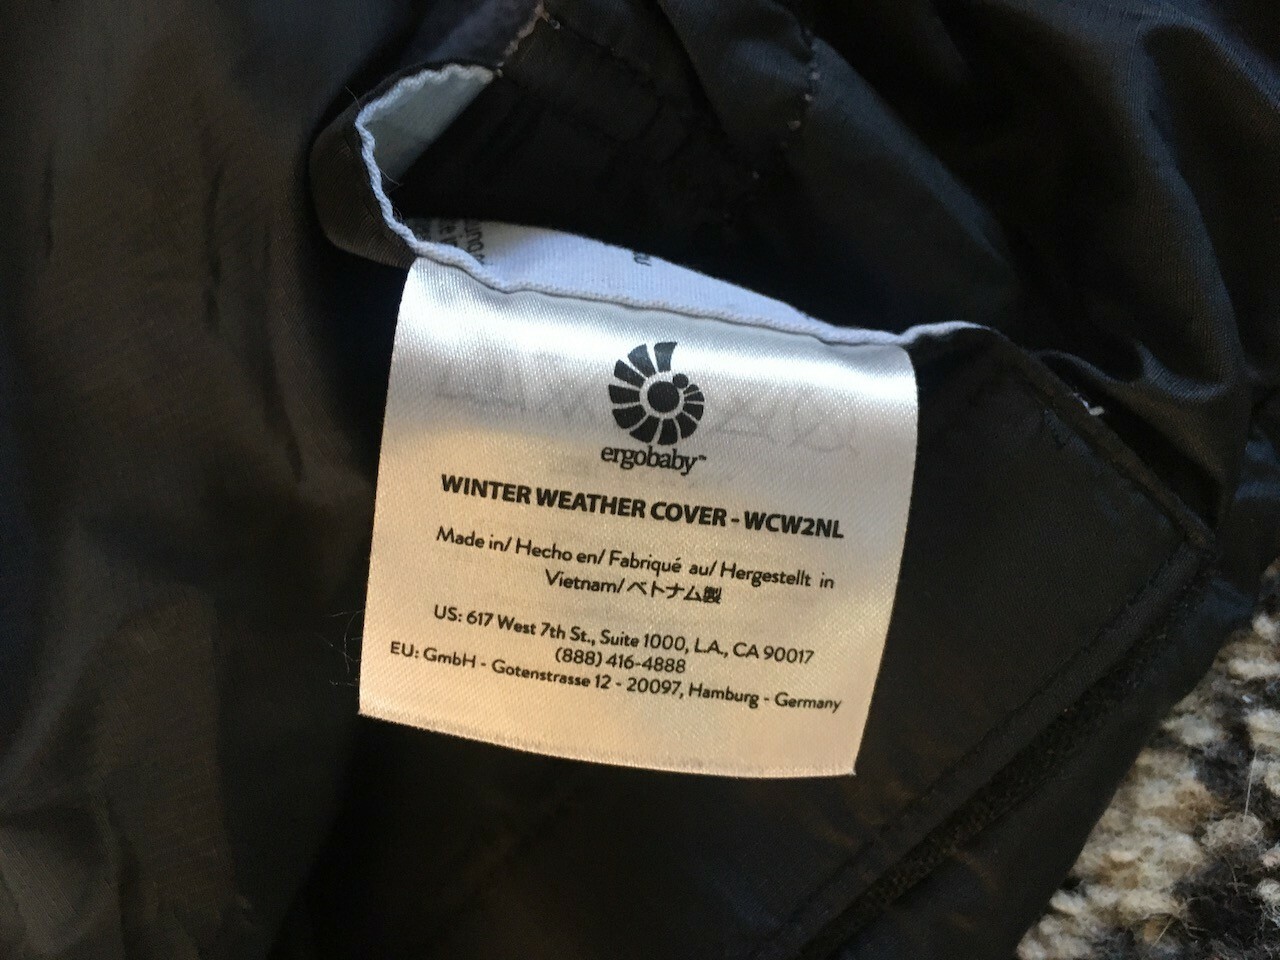 ergobaby™
WINTER WEATHER COVER - WCW2NL
Made in/ Hecho en/ Fabriqué au/ Hergestellt in
Vietnam/ベトナム製
US: 617 West 7th St., Suite 1000, L.A., CA 90017
(888) 416-4888
EU: GmbH - Gotenstrasse 12 - 20097, Hamburg - Germany